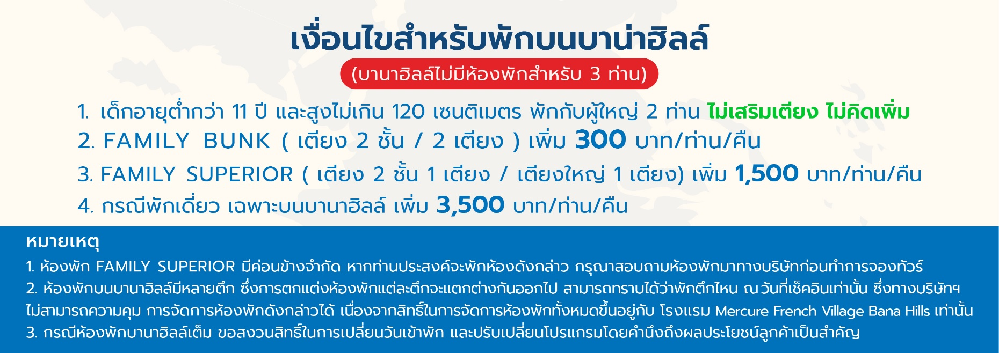 เงื่อนไขสำหรับพักบนบาน่าฮิลล์
(บานาฮิลล์ไม่มีห้องพักสำหรับ 3 ท่าน)
1. เด็กอายุต่ำกว่า 11 ปี และสูงไม่เกิน 120 เซนติเมตร พักกับผู้ใหญ่ 2 ท่าน ไม่เสริมเตียง ไม่คิดเพิ่ม
2. FAMILY BUNK ( เตียง 2 ชั้น / 2 เตียง ) เพิ่ม 300 บาท/ท่าน/คืน
3. FAMILY SUPERIOR ( เตียง 2 ชั้น 1 เตียง / เตียงใหญ่ 1 เตียง) เพิ่ม 1,500 บาท/ท่าน/คืน
4. กรณีพักเดี่ยว เฉพาะบนบานาฮิลล์ เพิ่ม 3,500 บาท/ท่าน/คืน
หมายเหตุ
1. ห้องพัก FAMILY SUPERIOR มีค่อนข้างจำกัด หากท่านประสงค์จะพักห้องดังกล่าว กรุณาสอบถามห้องพักมาทางบริษัทก่อนทำการจองทัวร์
2. ห้องพักบนบานาฮิลล์มีหลายตึก ซึ่งการตกแต่งห้องพักแต่ละตึกจะแตกต่างกันออกไป สามารถทราบได้ว่าพักตึกไหน ณ วันที่เช็คอินเท่านั้น ซึ่งทางบริษัทฯ
ไม่สามารถความคุม การจัดการห้องพักดังกล่าวได้ เนื่องจากสิทธิ์ในการจัดการห้องพักทั้งหมดขึ้นอยู่กับ โรงแรม Mercure French Village Bana Hills เท่านั้น
3. กรณีห้องพักบานาฮิลล์เต็ม ขอสงวนสิทธิ์ในการเปลี่ยนวันเข้าพัก และปรับเปลี่ยนโปรแกรมโดยคำนึงถึงผลประโยชน์ลูกค้าเป็นสำคัญ